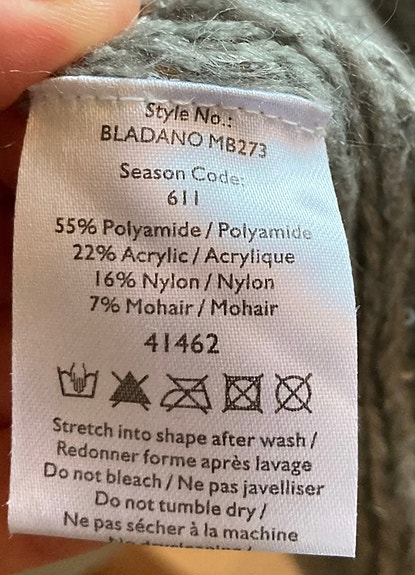 Style No.:
BLADANO MB273
Season Code:
611
55% Polyamide / Polyamide
22% Acrylic / Acrylique
16% Nylon / Nylon
7% Mohair / Mohair
41462
Stretch into shape after wash /
Redonner forme après lavage
Do not bleach / Ne pas javelliser
Do not tumble dry /
Ne pas sécher à la machine